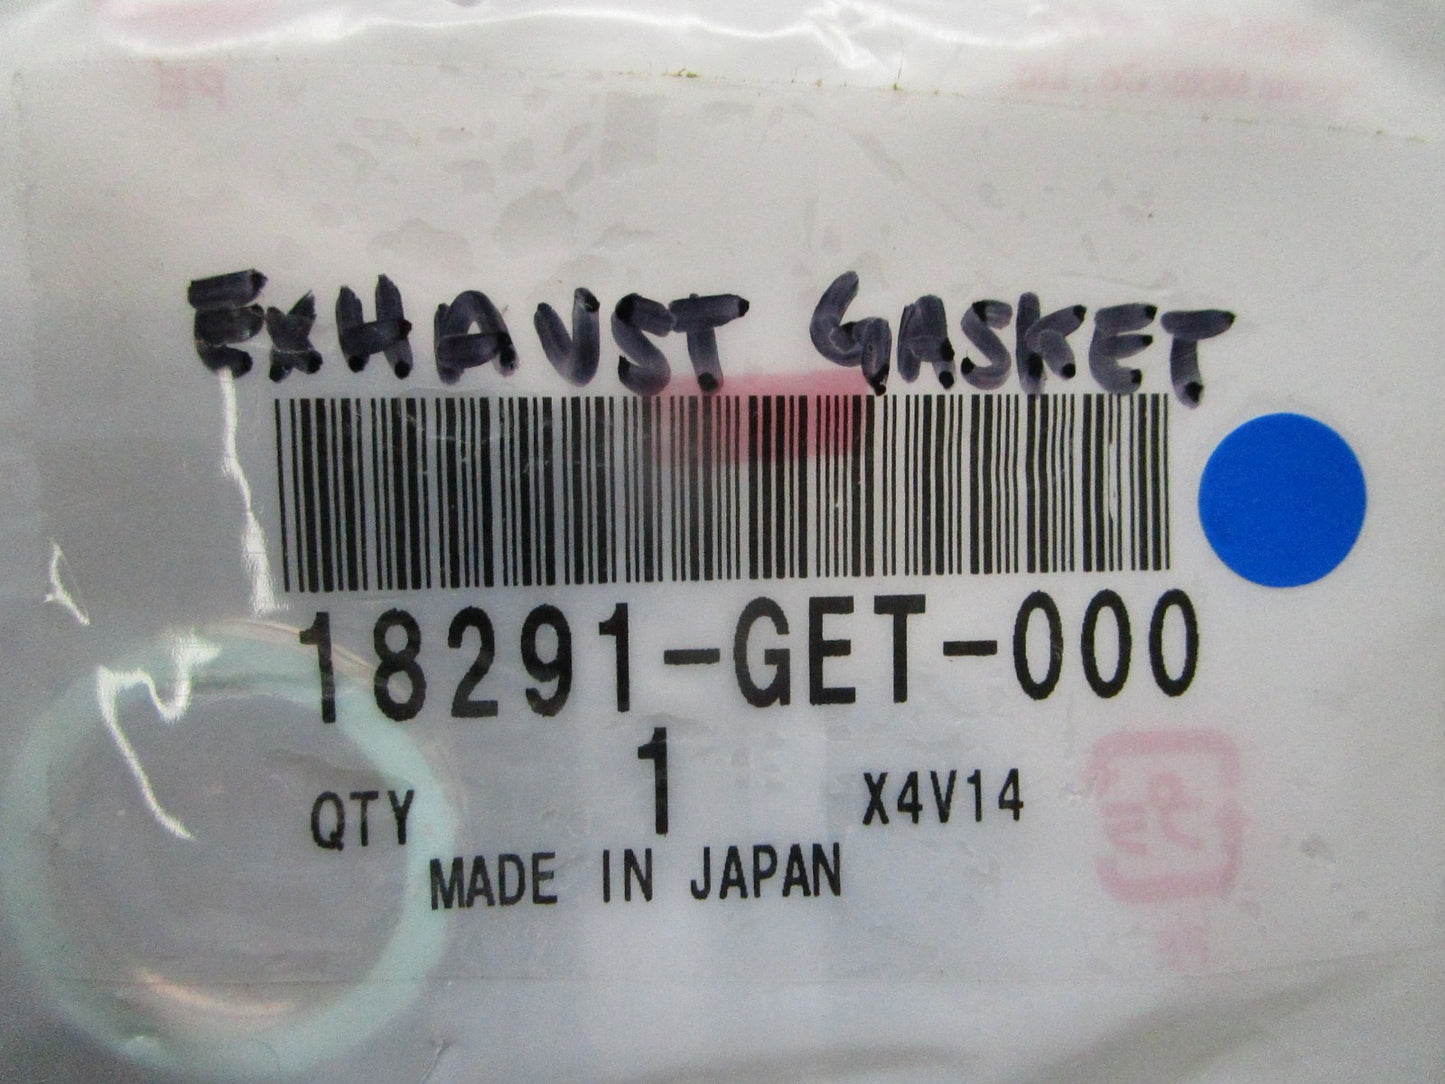 EXHAUST GASKET
18291-GET-000
QTY 1 X4V14
MADE IN JAPAN